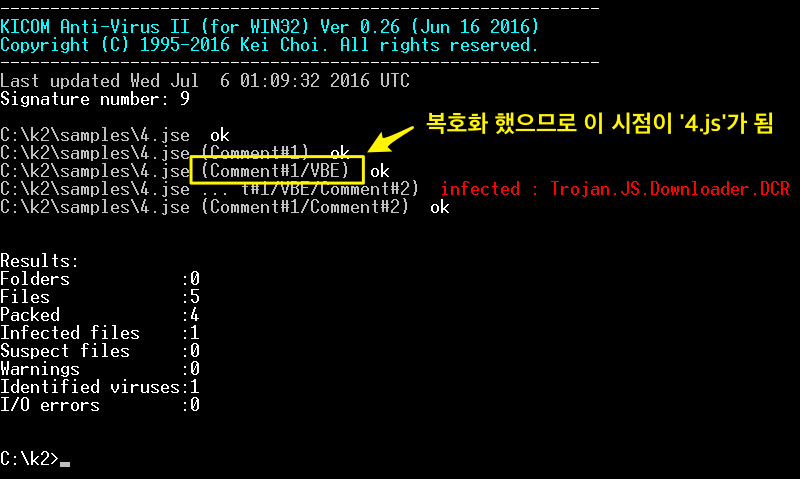 ------------------------------------------------------------
KICOM Anti-Virus II (for WIN32) Ver 0.26 (Jun 16 2016)
Copyright (C) 1995-2016 Kei Choi. All rights reserved.
------------------------------------------------------------
Last updated Wed Jul  6 01:09:32 2016 UTC
Signature number: 9
복호화 했으므로 이 시점이 '4.js'가 됨
C:\k2\samples\4.jse  ok
C:\k2\samples\4.jse (Comment#1)  ok
C:\k2\samples\4.jse (Comment#1/VBE)  ok
C:\k2\samples\4.jse ... t#1/VBE/Comment#2)  infected : Trojan.JS.Downloader.DCR
C:\k2\samples\4.jse (Comment#1/Comment#2)  ok
Results:
Folders           :0
Files             :5
Packed            :4
Infected files    :1
Suspect files     :0
Warnings          :0
Identified viruses:1
I/O errors        :0
C:\k2>_